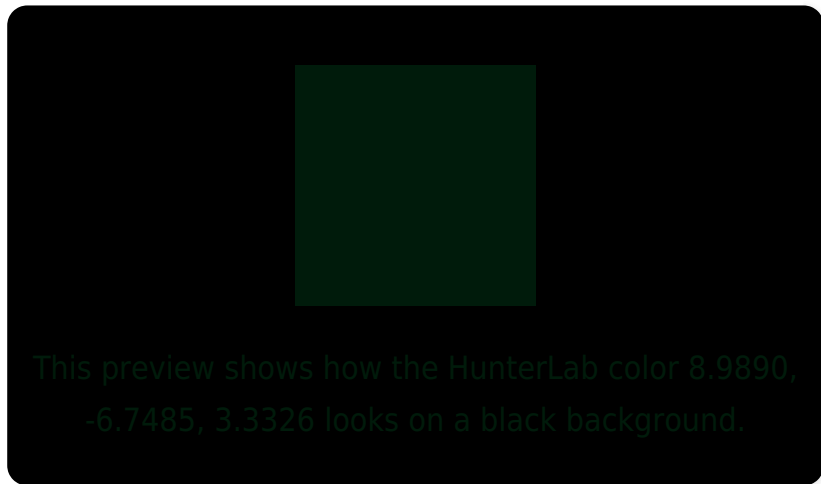 This preview shows how the HunterLab color 8.9890,
-6.7485, 3.3326 looks on a black background.